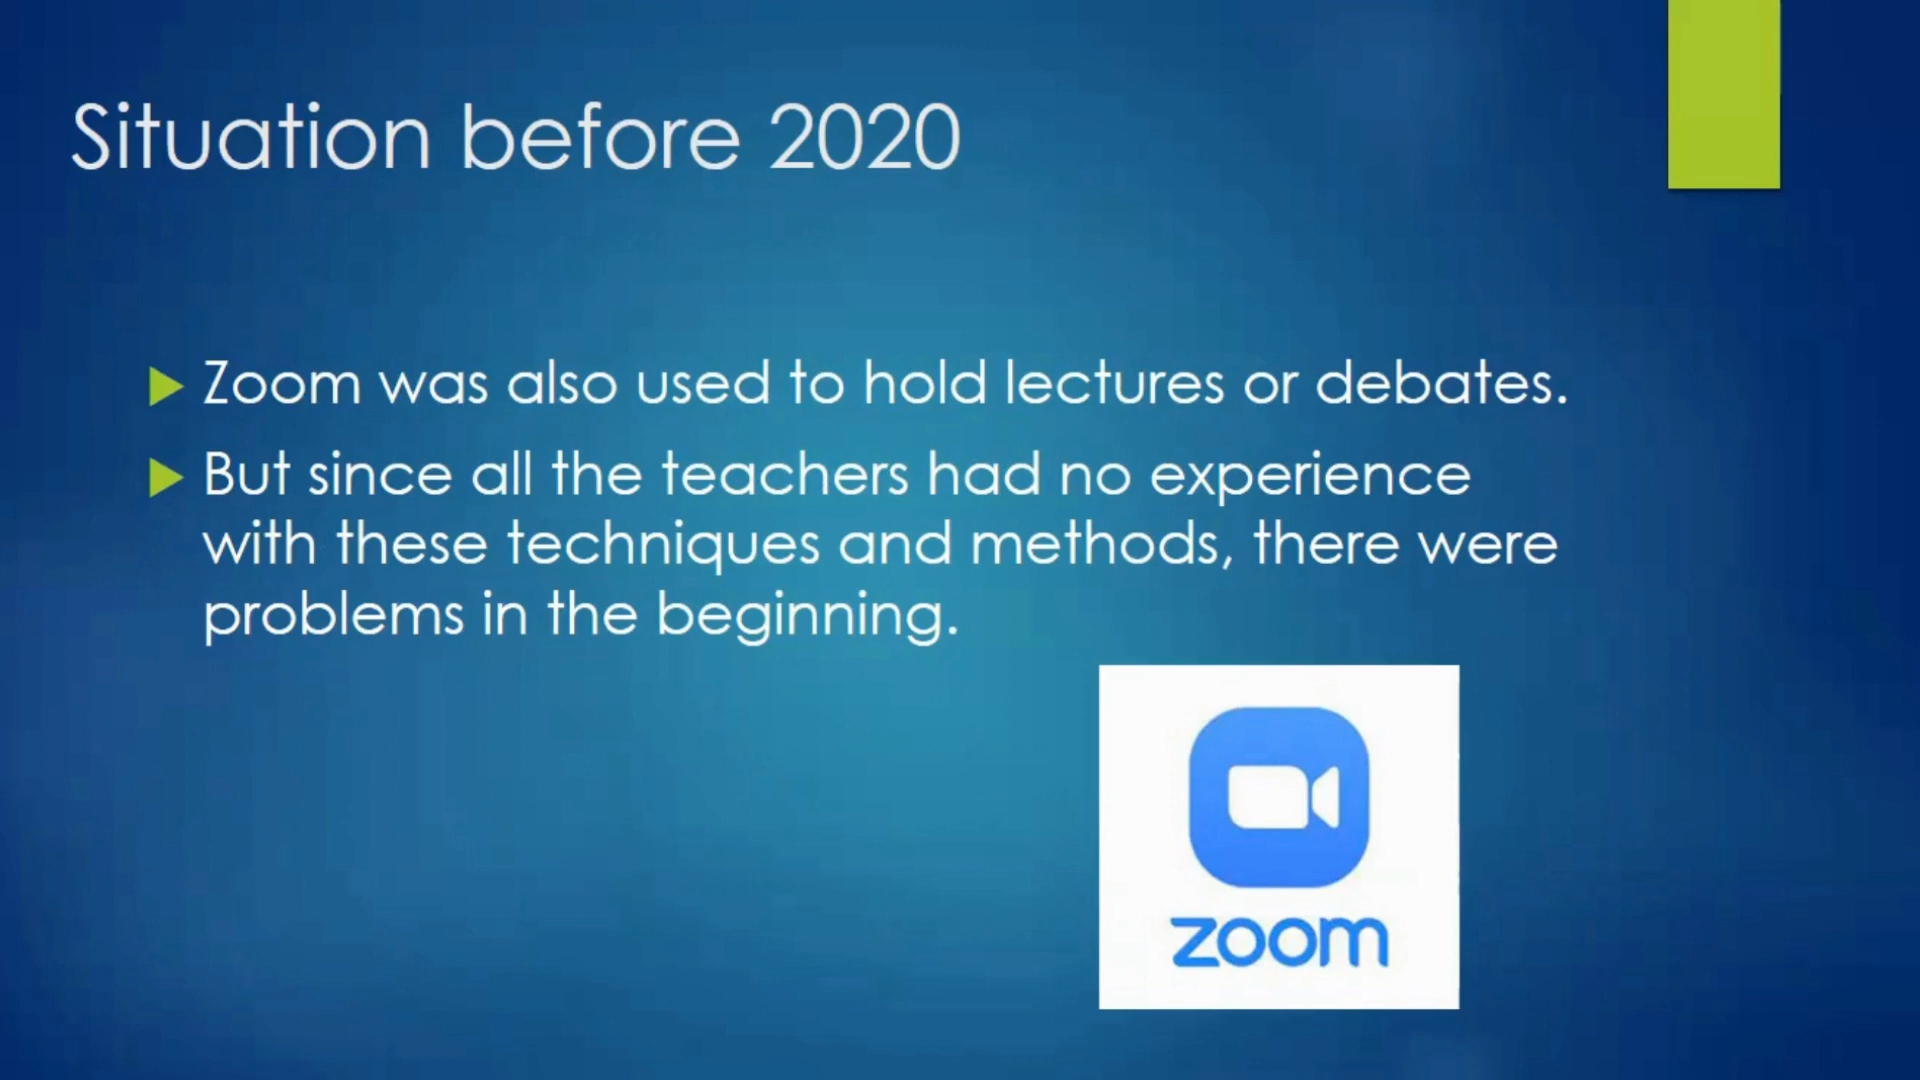 Situation before 2020
Zoom was also used to hold lectures or debates.
But since all the teachers had no experience
with these techniques and methods, there were
problems in the beginning.
zoom